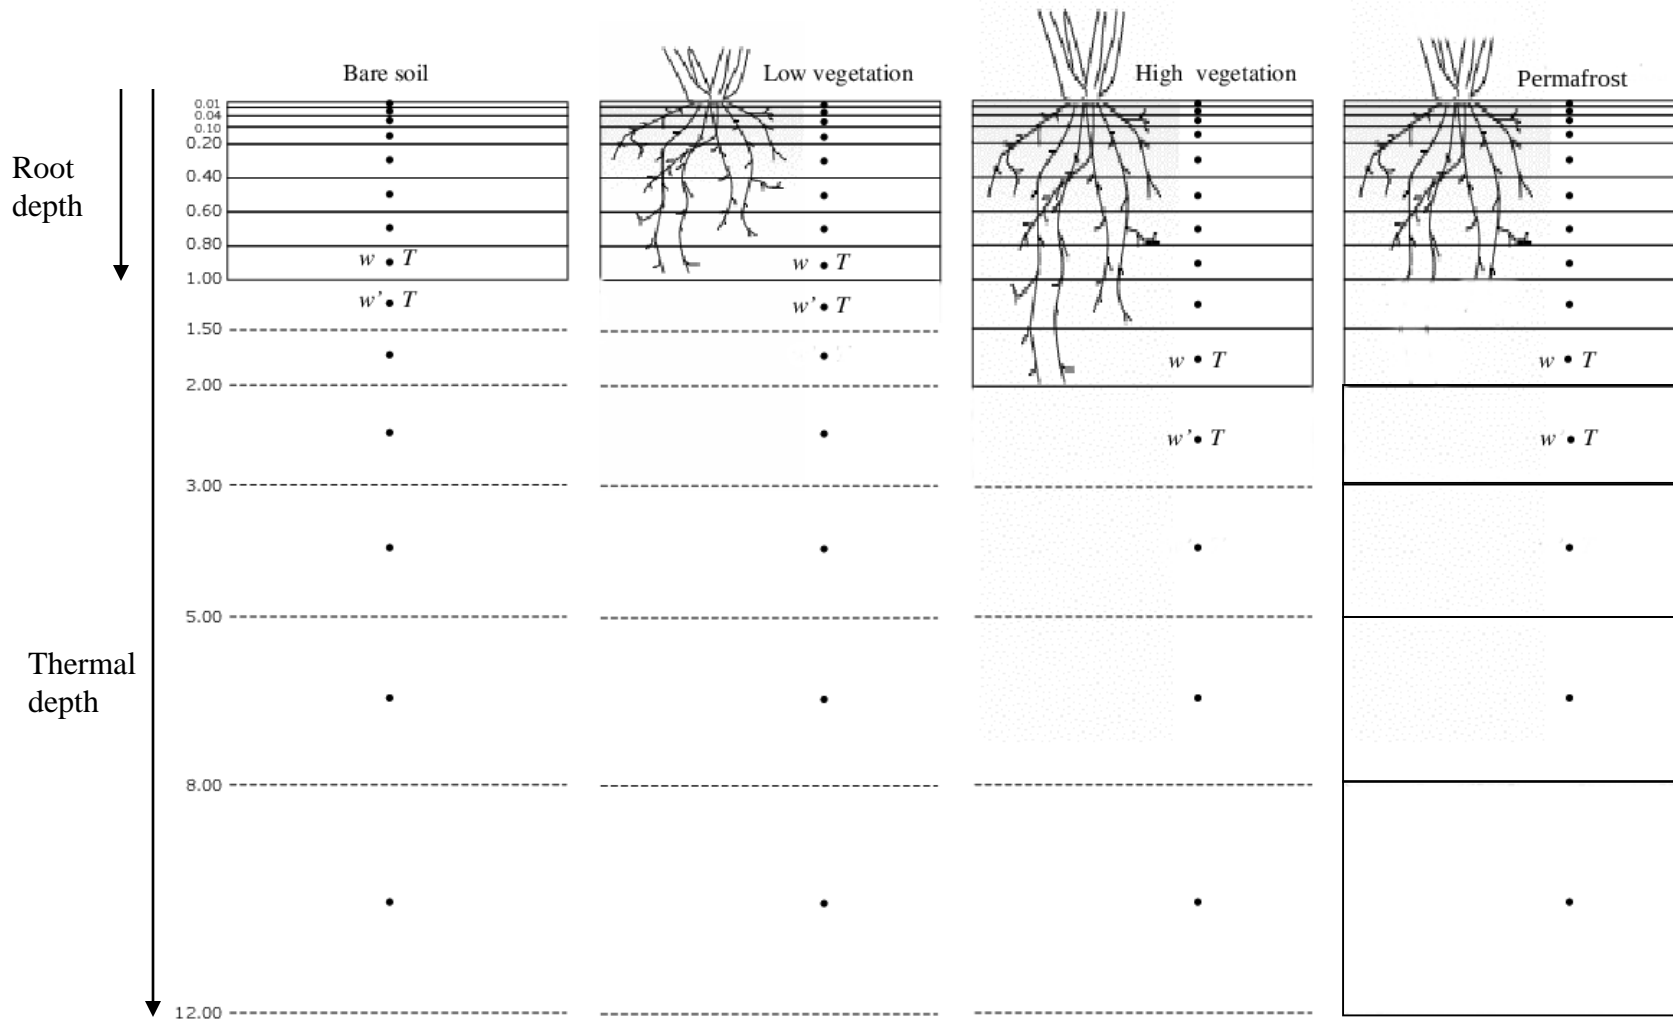 Bare soil
Low vegetation
High vegetation
Permafrost
Root
depth
Thermal
depth
0.01
0.04
0.10
0.20
0.40
0.60
0.80
1.00
1.50
2.00
3.00
5.00
8.00
12.00
w T
w' T
w T
w' T
w T
w' T
w T
w T